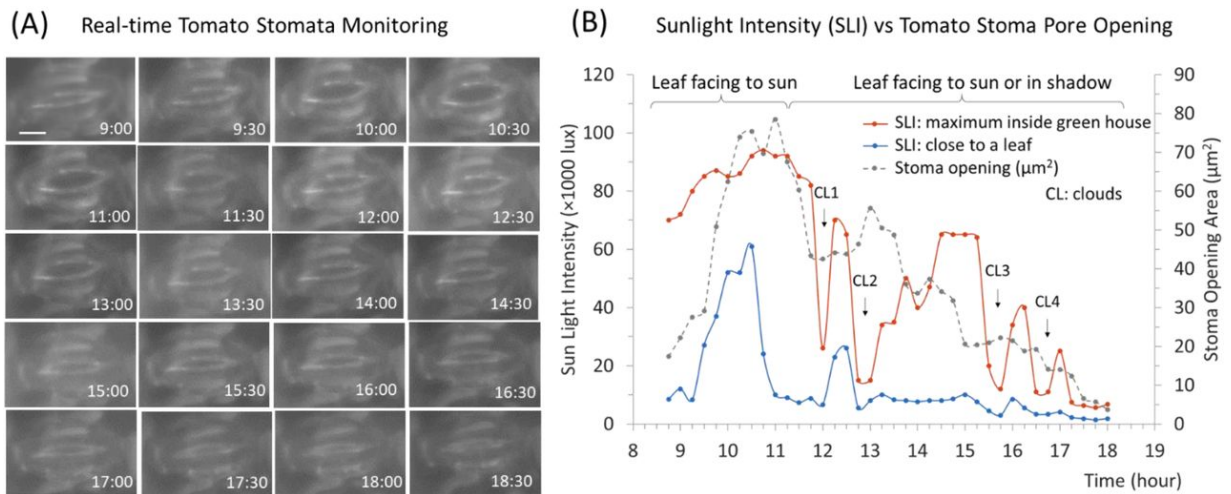 (A) Real-time Tomato Stomata Monitoring
9:00 9:30 10:00 10:30
11:00 11:30 12:00 12:30
13:00 13:30 14:00 14:30
15:00 15:30 16:00 16:30
17:00 17:30 18:00 18:30
(B) Sunlight Intensity (SLI) vs Tomato Stoma Pore Opening
Leaf facing to sun
Leaf facing to sun or in shadow
SLI: maximum inside green house
SLI: close to a leaf
Stoma opening (µm²)
CL: clouds
CL1
CL2
CL3
CL4
Sun Light Intensity (×1000 lux)
120
100
80
60
40
20
0
Stoma Opening Area (µm²)
90
80
70
60
50
40
30
20
10
0
8 9 10 11 12 13 14 15 16 17 18 19
Time (hour)